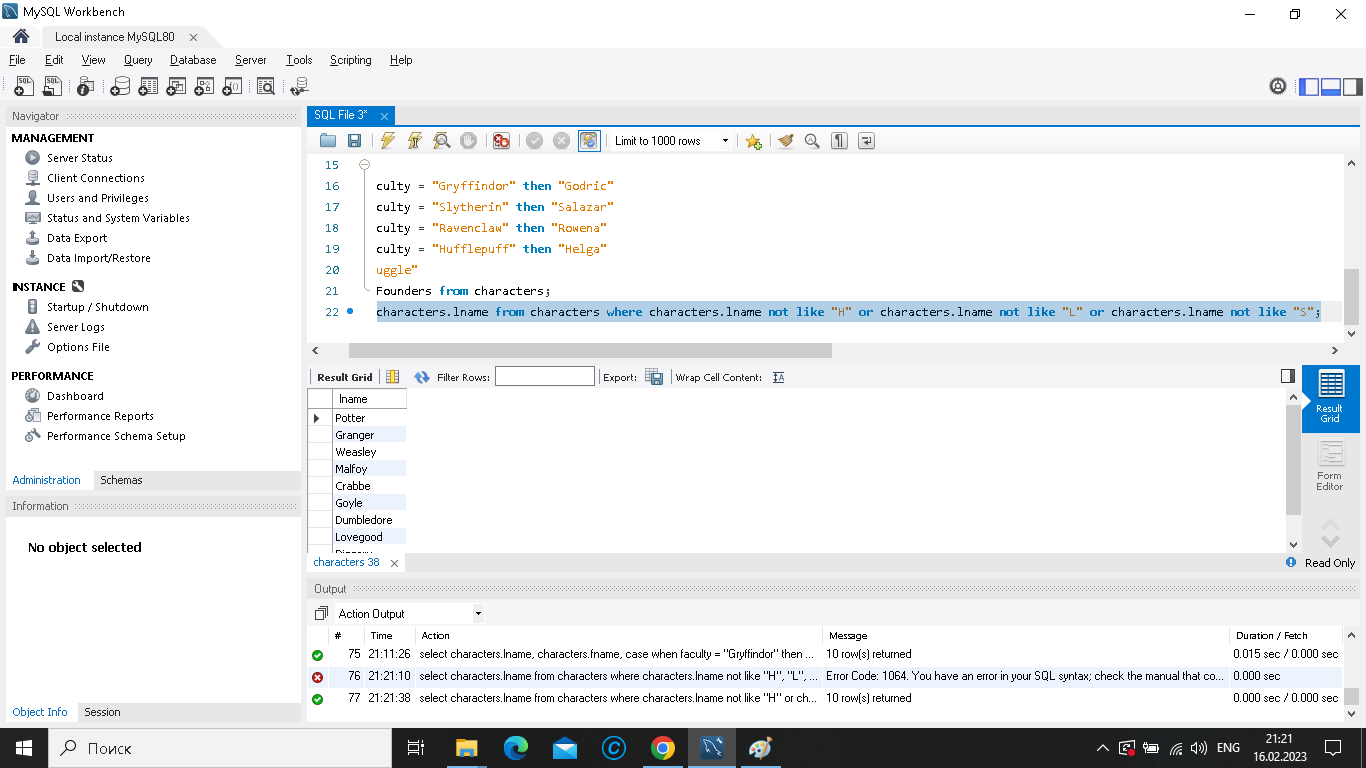 MySQL Workbench
Local instance MySQL80
File Edit View Query Database Server Tools Scripting Help
Navigator
MANAGEMENT
Server Status
Client Connections
Users and Privileges
Status and System Variables
Data Export
Data Import/Restore
INSTANCE
Startup / Shutdown
Server Logs
Options File
PERFORMANCE
Dashboard
Performance Reports
Performance Schema Setup
Administration Schemas
Information
No object selected
Object Info Session
SQL File 3*
Limit to 1000 rows
15
16 culty = "Gryffindor" then "Godric"
17 culty = "Slytherin" then "Salazar"
18 culty = "Ravenclaw" then "Rowena"
19 culty = "Hufflepuff" then "Helga"
20 uggle"
21 Founders from characters;
22 characters.lname from characters where characters.lname not like "H" or characters.lname not like "L" or characters.lname not like "S";
Result Grid Filter Rows: Export: Wrap Cell Content:
lname
Potter
Granger
Weasley
Malfoy
Crabbe
Goyle
Dumbledore
Lovegood
Result Grid
Form Editor
characters 38
Read Only
Output
Action Output
# Time Action Message Duration / Fetch
75 21:11:26 select characters.lname, characters.fname, case when faculty = "Gryffindor" then ... 10 row(s) returned 0.015 sec / 0.000 sec
76 21:21:10 select characters.lname from characters where characters.lname not like "H", "L", ... Error Code: 1064. You have an error in your SQL syntax; check the manual that co... 0.000 sec
77 21:21:38 select characters.lname from characters where characters.lname not like "H" or ch... 10 row(s) returned 0.000 sec / 0.000 sec
Поиск
ENG
21:21
16.02.2023